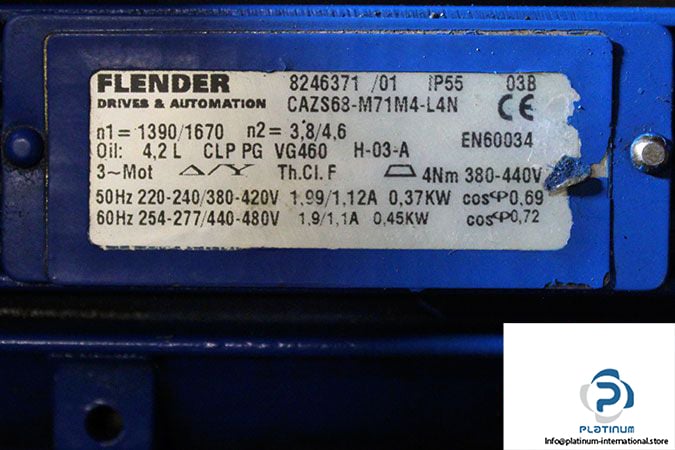 FLENDER 8246371 /01 IP55 03B
DRIVES & AUTOMATION CAZS68-M71M4-L4N CE
n1= 1390/1670 n2= 3,8/4,6 EN60034
Oil: 4,2 L CLP PG VG460 H-03-A
3~Mot △/Y Th.Cl.F 4Nm 380-440V
50Hz 220-240/380-420V 1,99/1,12A 0,37KW cosφ0,69
60Hz 254-277/440-480V 1,9/1,1A 0,45KW cosφ0,72
PLATINUM
Info@platinum-international.store